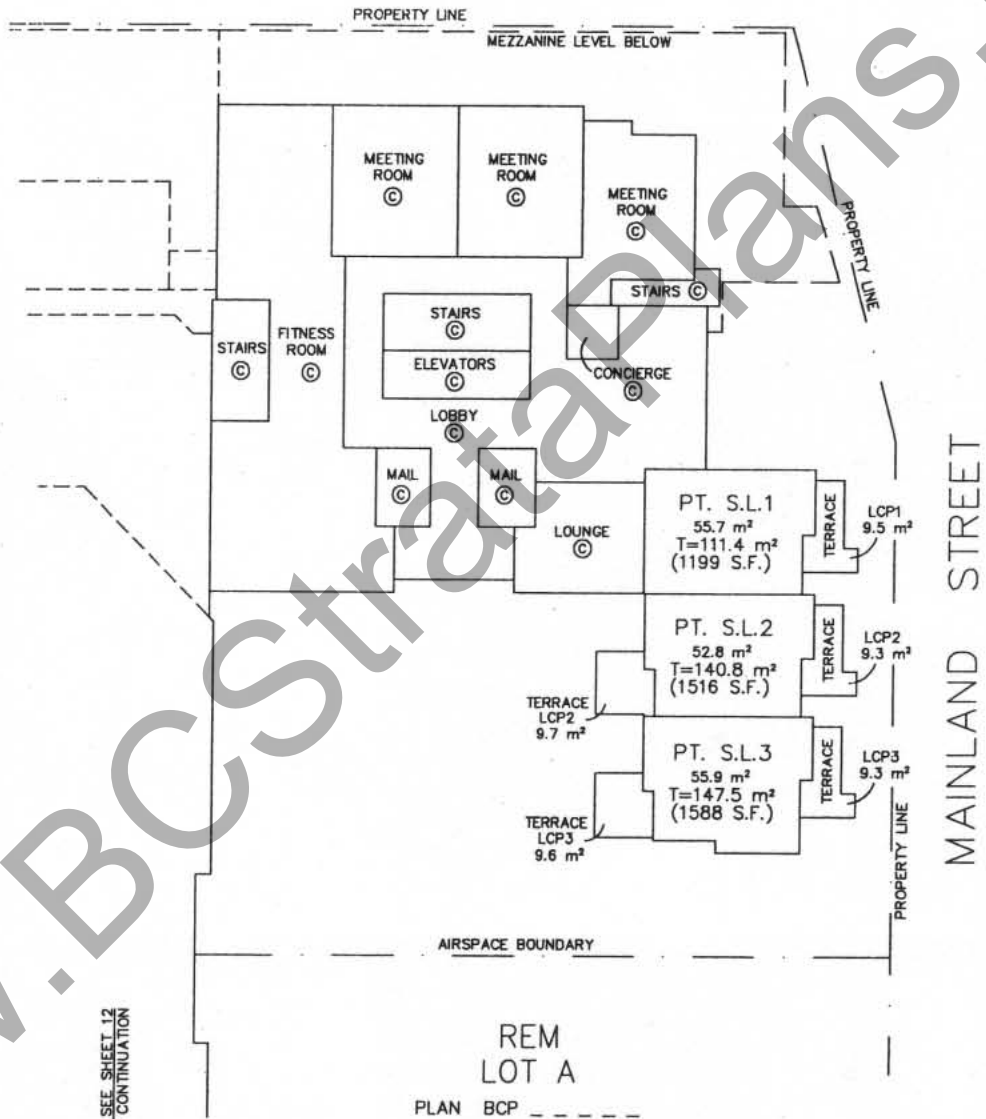 PROPERTY LINE
MEZZANINE LEVEL BELOW
MEETING
ROOM
©
MEETING
ROOM
©
MEETING
ROOM
©
PROPERTY LINE
STAIRS ©
STAIRS
©
FITNESS
ROOM
©
STAIRS
©
ELEVATORS
©
CONCIERGE
©
LOBBY
©
MAIL
©
MAIL
©
LOUNGE
©
PT. S.L.1
55.7 m²
T=111.4 m²
(1199 S.F.)
TERRACE
LCP1
9.5 m²
PT. S.L.2
52.8 m²
T=140.8 m²
(1516 S.F.)
TERRACE
LCP2
9.3 m²
TERRACE
LCP2
9.7 m²
PT. S.L.3
55.9 m²
T=147.5 m²
(1588 S.F.)
TERRACE
LCP3
9.3 m²
TERRACE
LCP3
9.6 m²
MAINLAND STREET
PROPERTY LINE
AIRSPACE BOUNDARY
SEE SHEET 12
CONTINUATION
REM
LOT A
PLAN BCP
.BCStrataPlans.